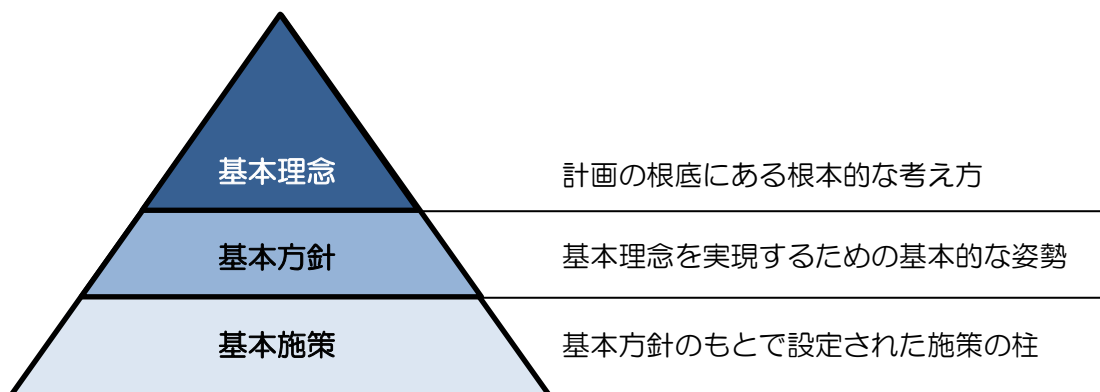 基本理念
計画の根底にある根本的な考え方
基本方針
基本理念を実現するための基本的な姿勢
基本施策
基本方針のもとで設定された施策の柱